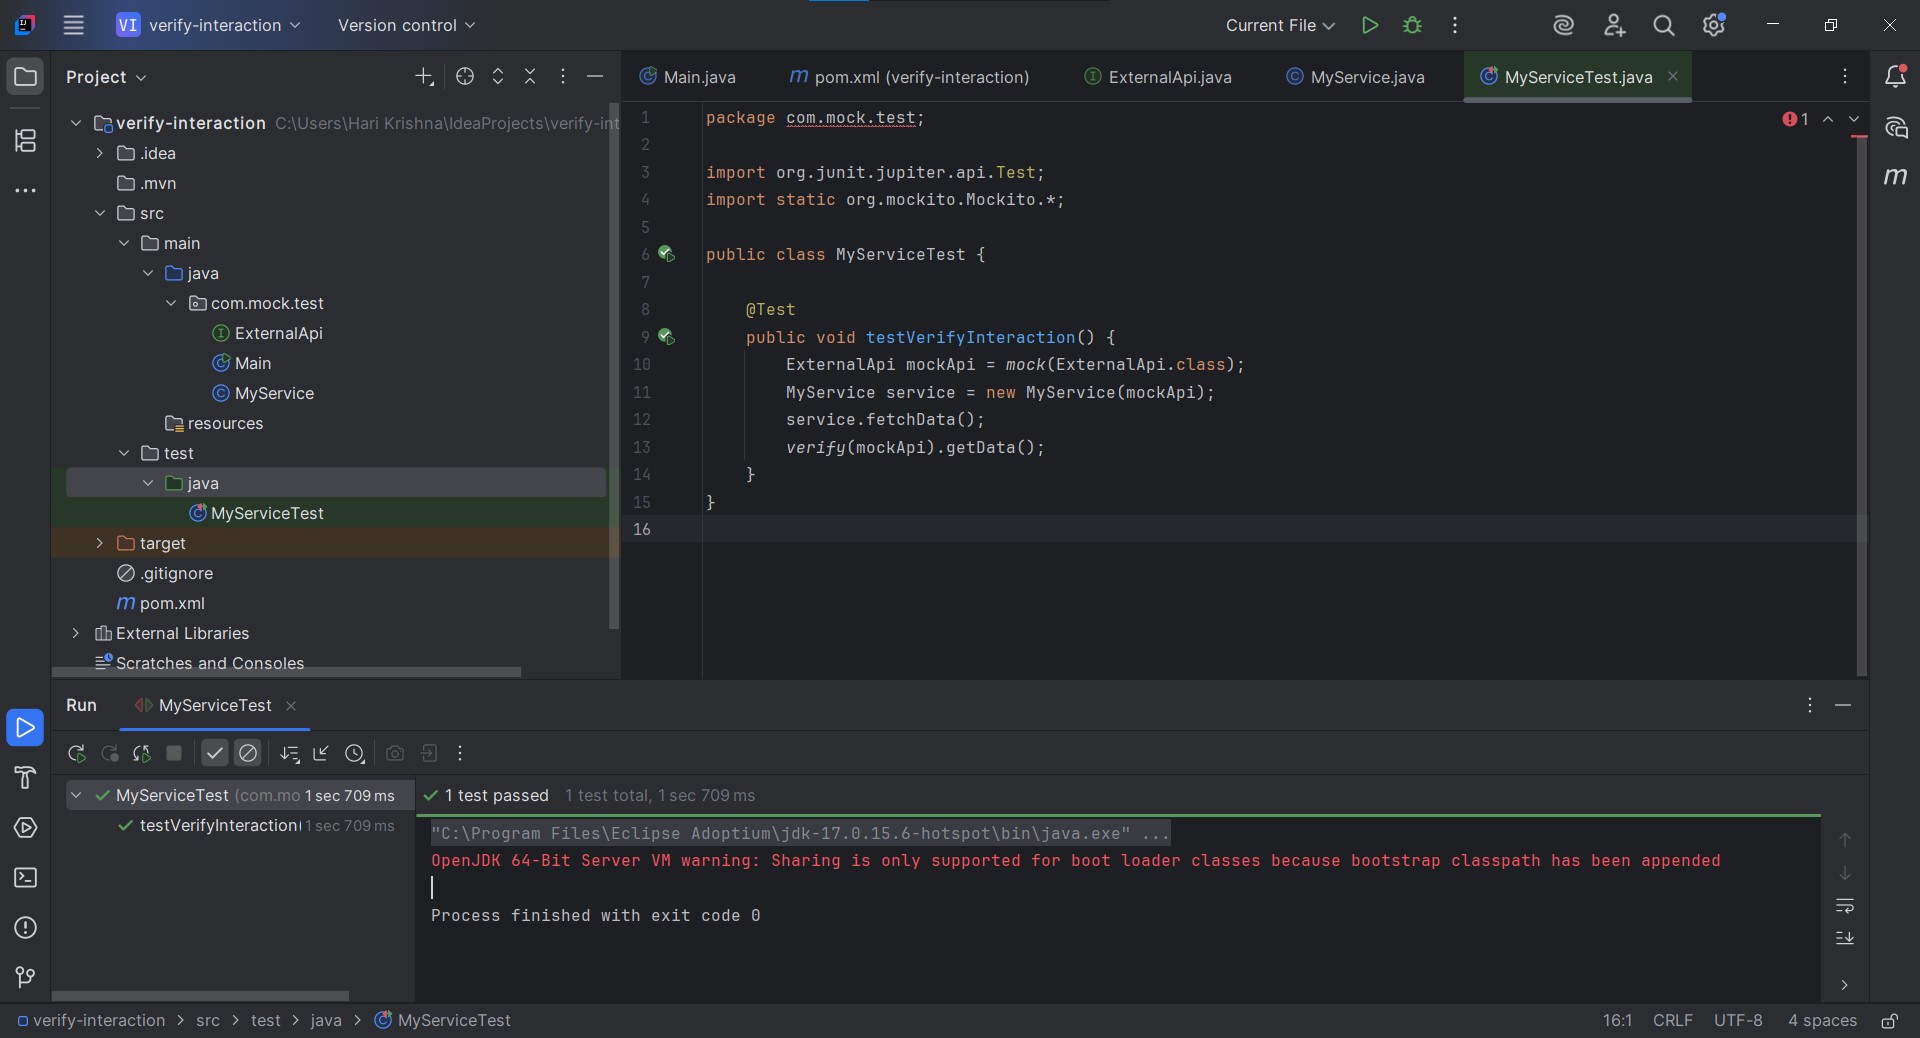 VI verify-interaction Version control Current File
Project
verify-interaction C:\Users\Hari Krishna\IdeaProjects\verify-int
.idea
.mvn
src
main
java
com.mock.test
ExternalApi
Main
MyService
resources
test
java
MyServiceTest
target
.gitignore
pom.xml
External Libraries
Scratches and Consoles
Main.java pom.xml (verify-interaction) ExternalApi.java MyService.java MyServiceTest.java
1 package com.mock.test;
2
3 import org.junit.jupiter.api.Test;
4 import static org.mockito.Mockito.*;
5
6 public class MyServiceTest {
7
8 @Test
9 public void testVerifyInteraction() {
10 ExternalApi mockApi = mock(ExternalApi.class);
11 MyService service = new MyService(mockApi);
12 service.fetchData();
13 verify(mockApi).getData();
14 }
15 }
16
1
Run MyServiceTest
MyServiceTest (com.mo 1 sec 709 ms
testVerifyInteraction( 1 sec 709 ms
1 test passed 1 test total, 1 sec 709 ms
"C:\Program Files\Eclipse Adoptium\jdk-17.0.15.6-hotspot\bin\java.exe" ...
OpenJDK 64-Bit Server VM warning: Sharing is only supported for boot loader classes because bootstrap classpath has been appended
Process finished with exit code 0
verify-interaction > src > test > java > MyServiceTest 16:1 CRLF UTF-8 4 spaces